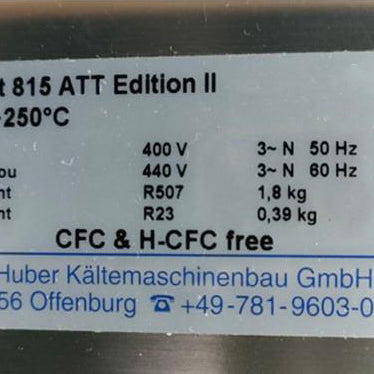 t 815 ATT Edition II
250°C
400 V 3~ N 50 Hz
ou 440 V 3~ N 60 Hz
nt R507 1,8 kg
nt R23 0,39 kg
CFC & H-CFC free
Huber Kältemaschinenbau GmbH
56 Offenburg ☎ +49-781-9603-0